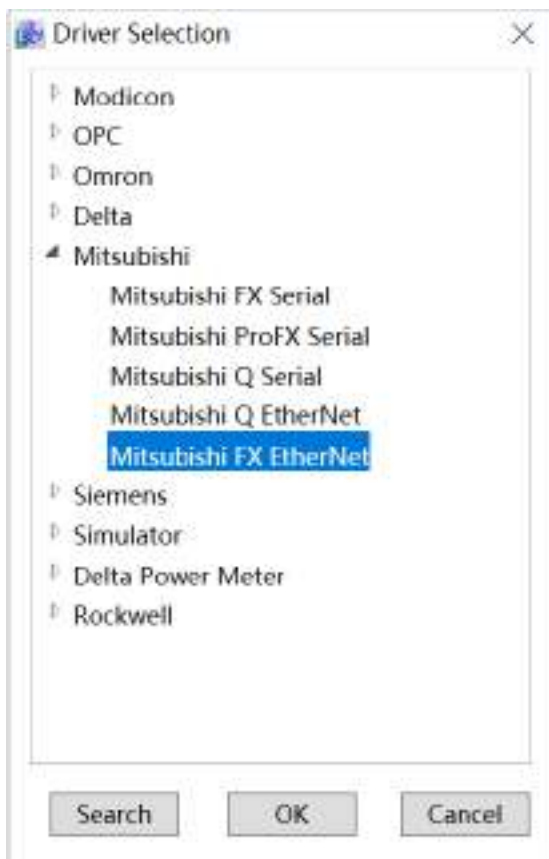 Driver Selection
Modicon
OPC
Omron
Delta
Mitsubishi
Mitsubishi FX Serial
Mitsubishi ProFX Serial
Mitsubishi Q Serial
Mitsubishi Q EtherNet
Mitsubishi FX EtherNet
Siemens
Simulator
Delta Power Meter
Rockwell
Search OK Cancel